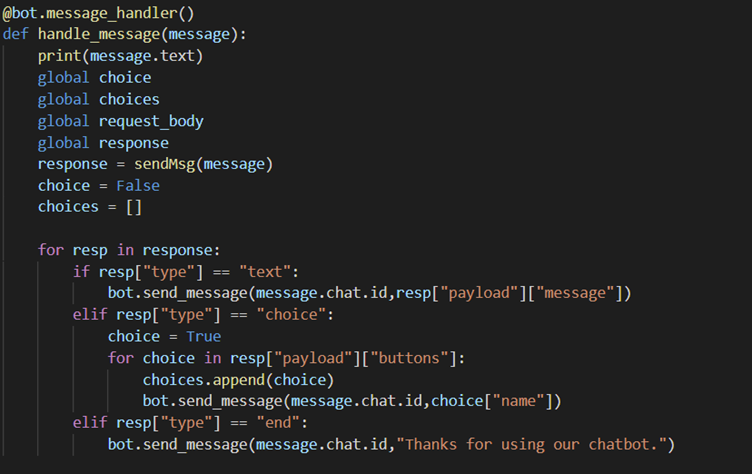 @bot.message_handler()
def handle_message(message):
    print(message.text)
    global choice
    global choices
    global request_body
    global response
    response = sendMsg(message)
    choice = False
    choices = []

    for resp in response:
        if resp["type"] == "text":
            bot.send_message(message.chat.id,resp["payload"]["message"])
        elif resp["type"] == "choice":
            choice = True
            for choice in resp["payload"]["buttons"]:
                choices.append(choice)
                bot.send_message(message.chat.id,choice["name"])
        elif resp["type"] == "end":
            bot.send_message(message.chat.id,"Thanks for using our chatbot.")